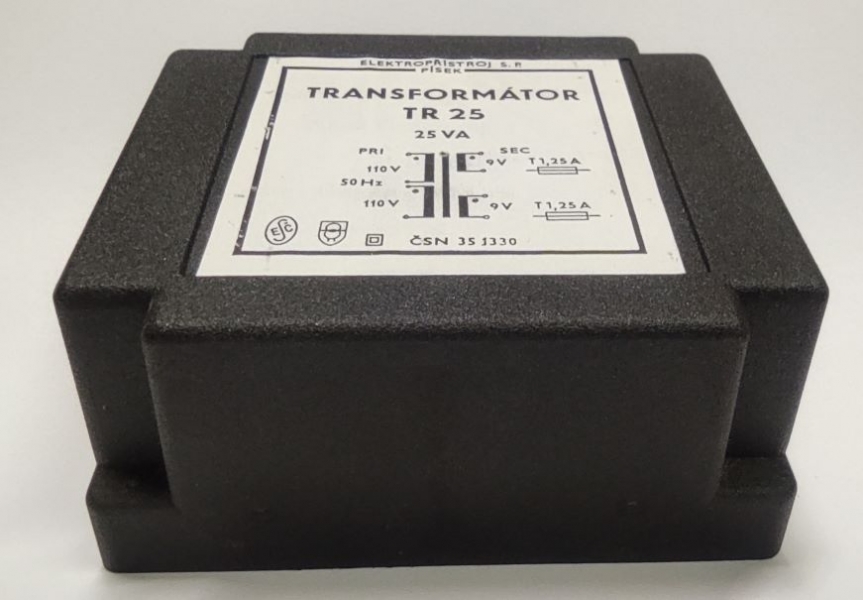 ELEKTROPŘÍSTROJ S. P.
PÍSEK
TRANSFORMÁTOR
TR 25
25 VA
PRI SEC
110 V 9V T1,25A
50 Hz
110 V 9V T1,25A
ESC ČSN 35 1330